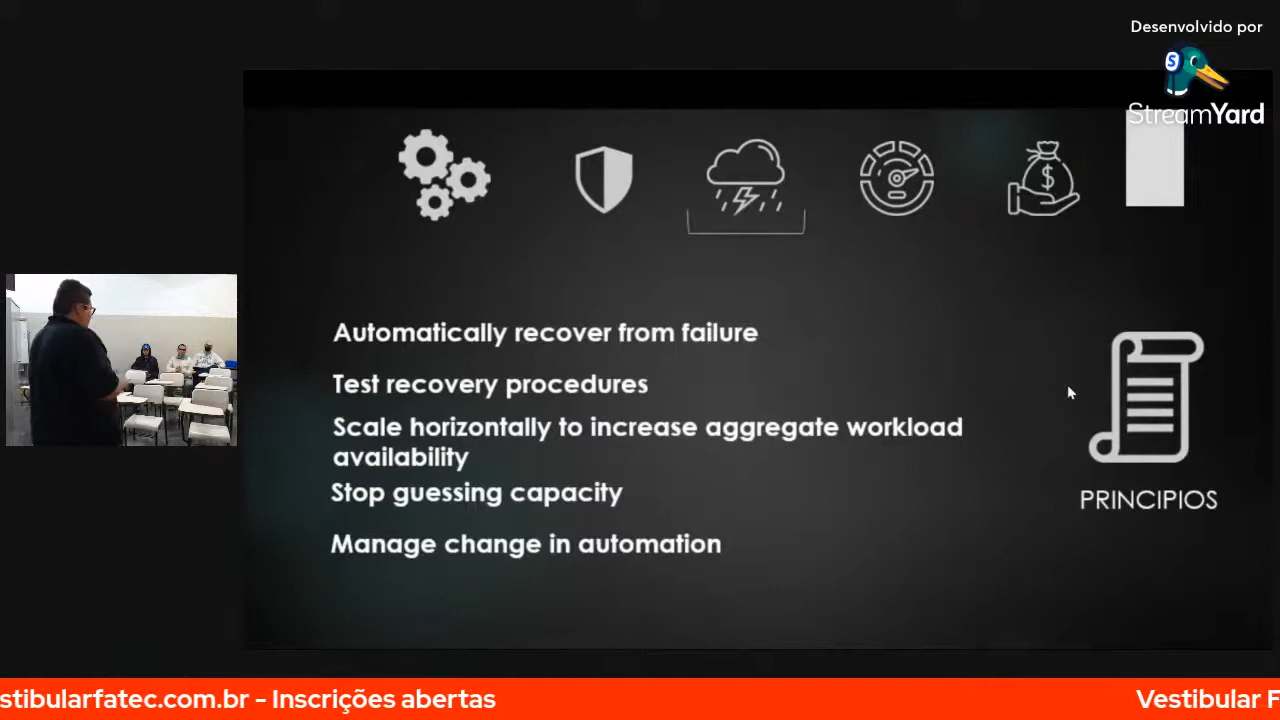 Desenvolvido por
StreamYard
Automatically recover from failure
Test recovery procedures
Scale horizontally to increase aggregate workload
availability
Stop guessing capacity
Manage change in automation
PRINCIPIOS
stibularfatec.com.br - Inscrições abertas
Vestibular F